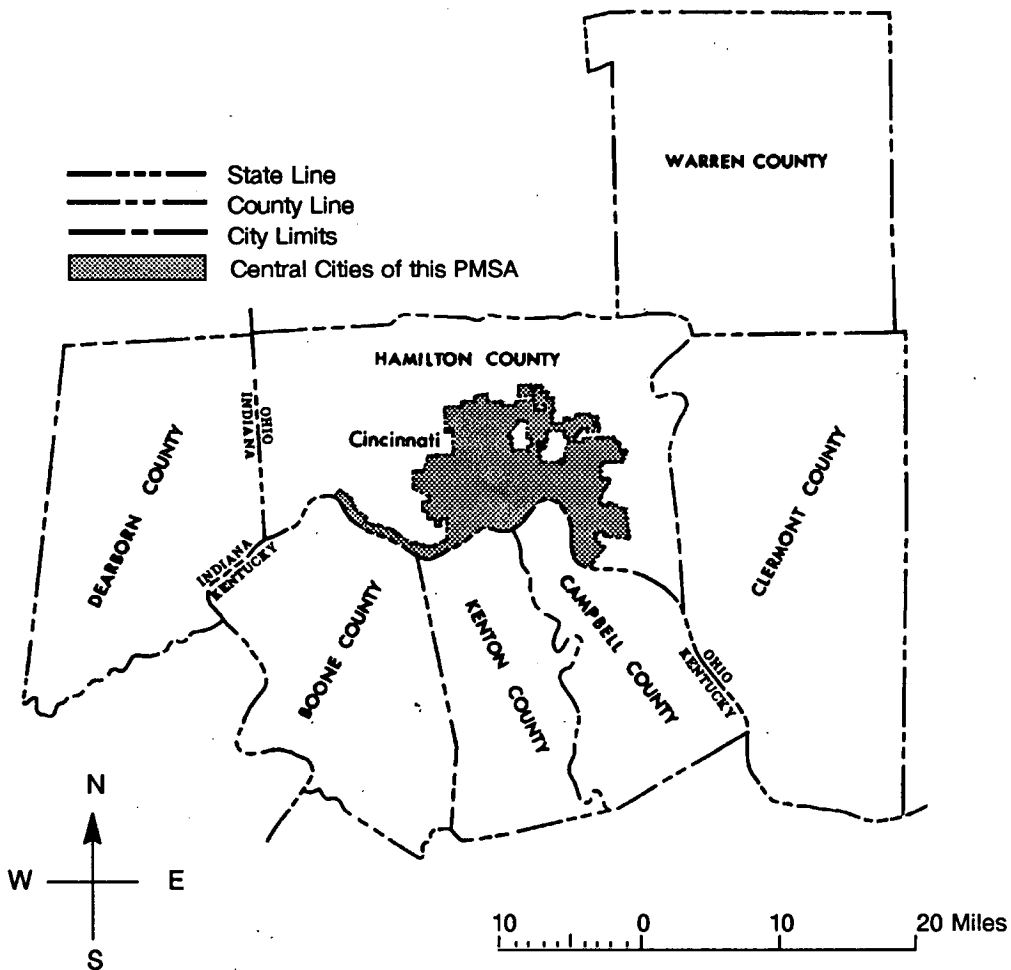 WARREN COUNTY
State Line
County Line
City Limits
Central Cities of this PMSA
HAMILTON COUNTY
OHIO
INDIANA
Cincinnati
DEARBORN COUNTY
CLERMONT COUNTY
INDIANA
KENTUCKY
BOONE COUNTY
KENTON COUNTY
CAMPBELL COUNTY
OHIO
KENTUCKY
N
W E
S
10 0 10 20 Miles